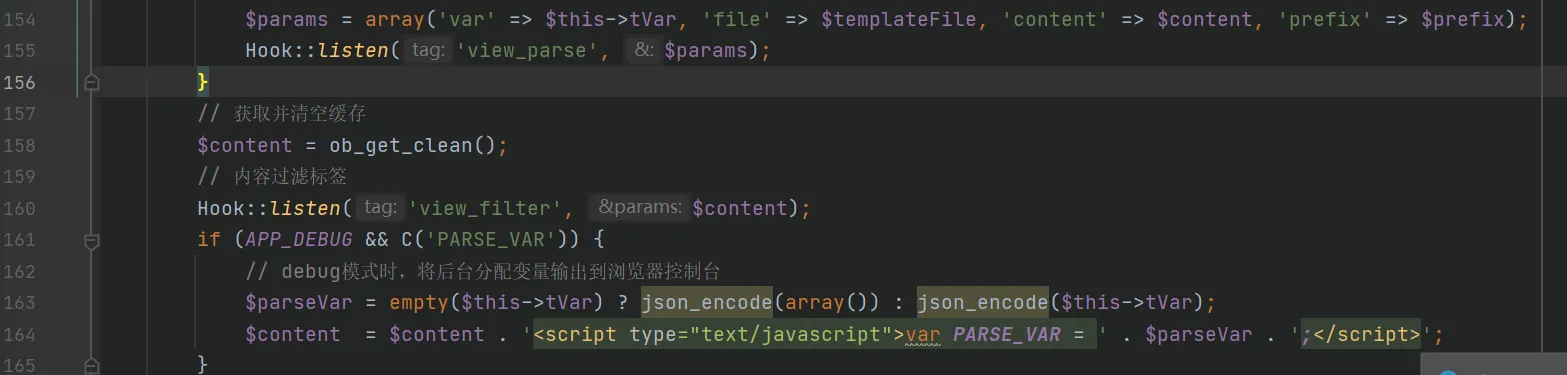 154 $params = array('var' => $this->tVar, 'file' => $templateFile, 'content' => $content, 'prefix' => $prefix);
155 Hook::listen( tag: 'view_parse', &: $params);
156 }
157 // 获取并清空缓存
158 $content = ob_get_clean();
159 // 内容过滤标签
160 Hook::listen( tag: 'view_filter', &params: $content);
161 if (APP_DEBUG && C('PARSE_VAR')) {
162 // debug模式时，将后台分配变量输出到浏览器控制台
163 $parseVar = empty($this->tVar) ? json_encode(array()) : json_encode($this->tVar);
164 $content  = $content . '<script type="text/javascript">var PARSE_VAR = ' . $parseVar . ';</script>';
165 }